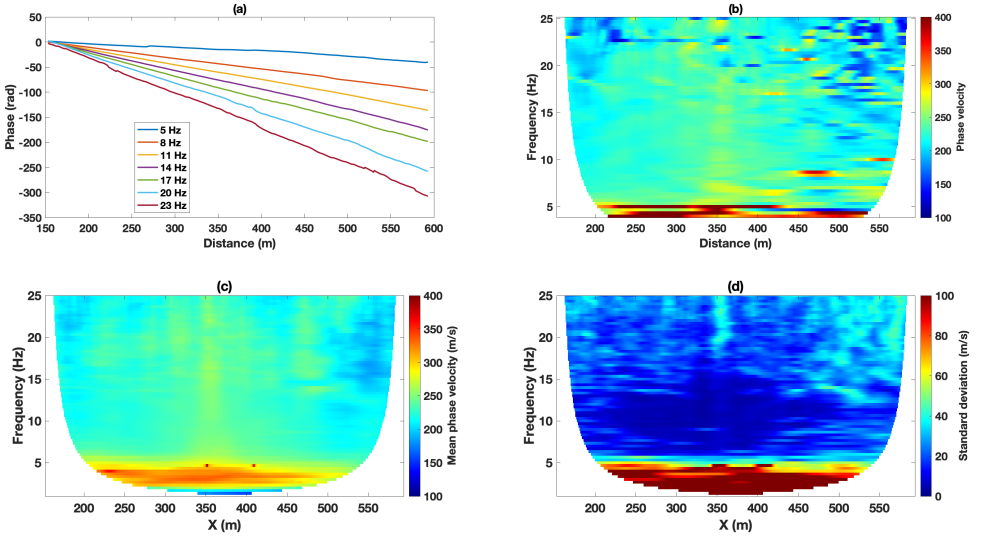 (a)
0
-50
-100
-150
-200
-250
-300
-350
Phase (rad)
5 Hz
8 Hz
11 Hz
14 Hz
17 Hz
20 Hz
23 Hz
150 200 250 300 350 400 450 500 550 600
Distance (m)
(b)
25
20
15
10
5
Frequency (Hz)
200 250 300 350 400 450 500 550
Distance (m)
400
350
300
250
200
150
100
Phase velocity
(c)
25
20
15
10
5
Frequency (Hz)
200 250 300 350 400 450 500 550
X (m)
400
350
300
250
200
150
100
Mean phase velocity (m/s)
(d)
25
20
15
10
5
Frequency (Hz)
200 250 300 350 400 450 500 550
X (m)
100
80
60
40
20
0
Standard deviation (m/s)